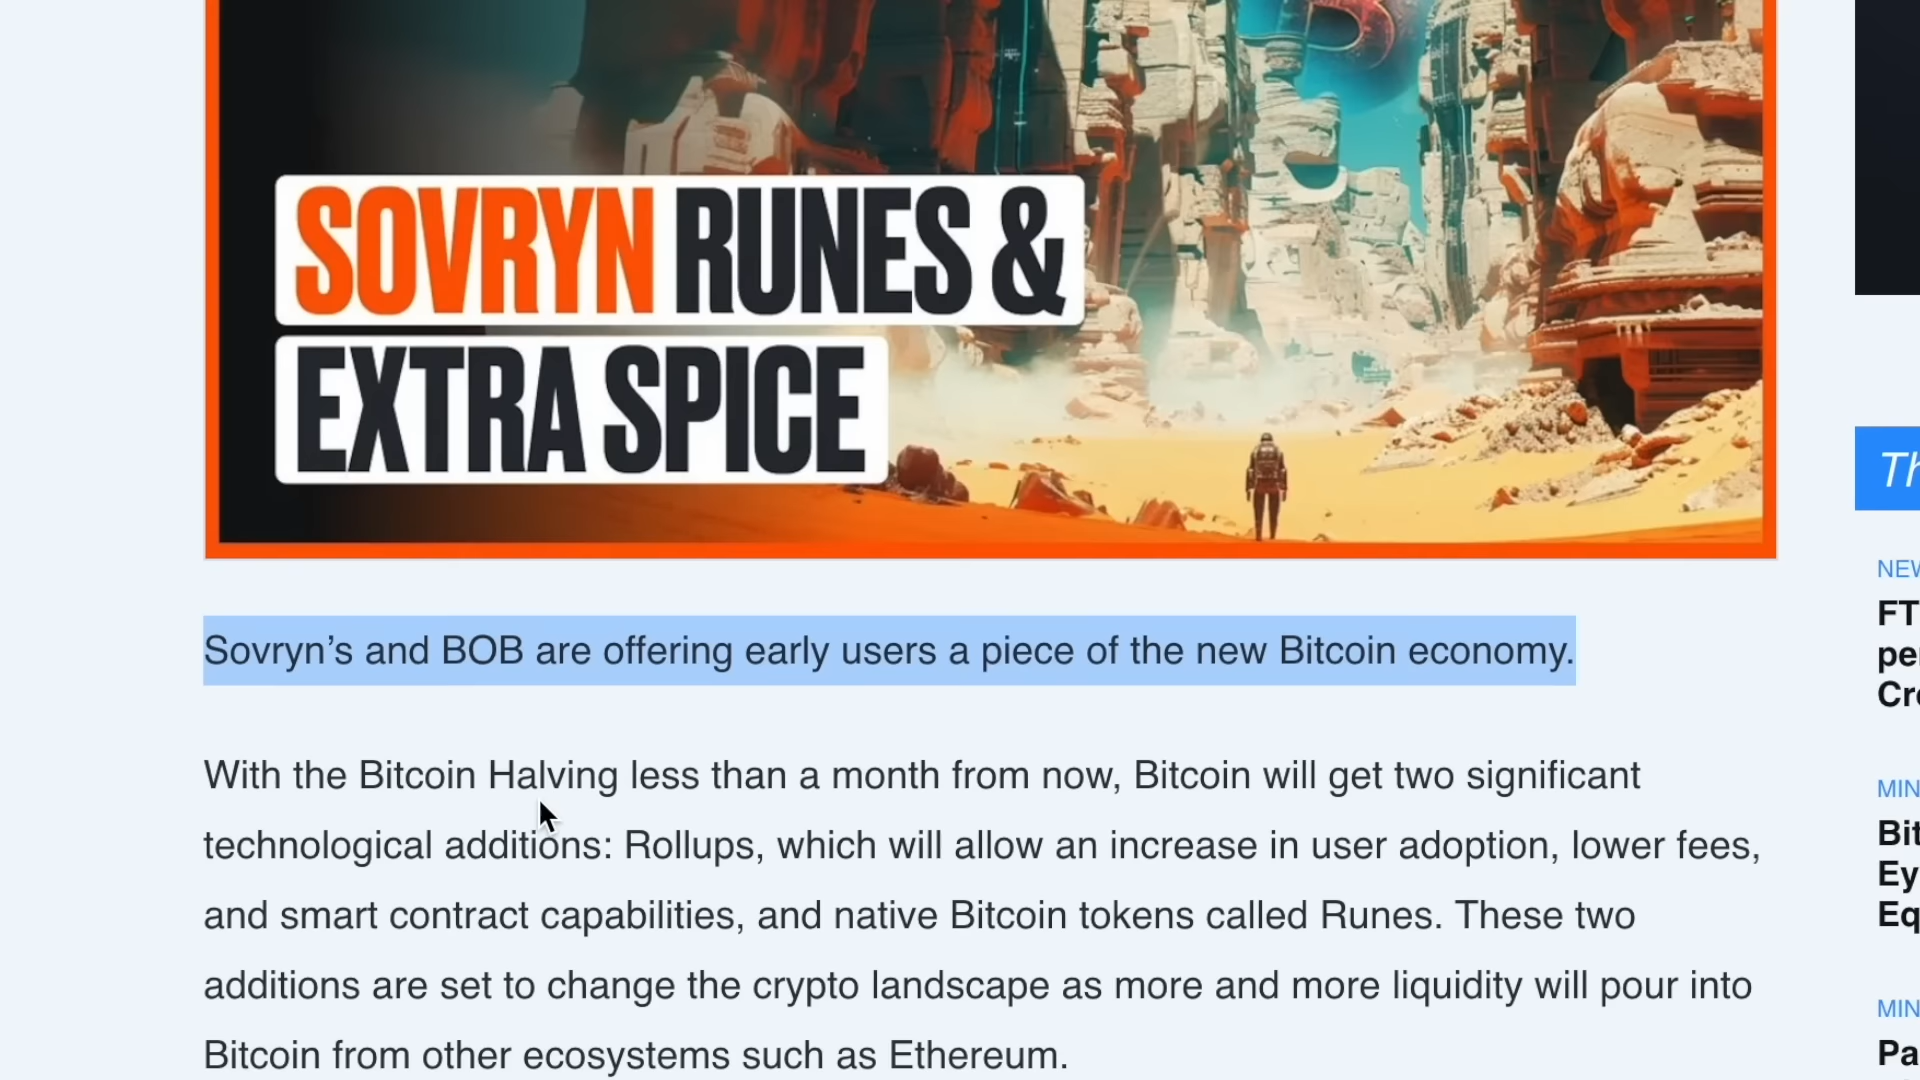 SOVRYN RUNES &
EXTRA SPICE
Sovryn’s and BOB are offering early users a piece of the new Bitcoin economy.
With the Bitcoin Halving less than a month from now, Bitcoin will get two significant
technological additions: Rollups, which will allow an increase in user adoption, lower fees,
and smart contract capabilities, and native Bitcoin tokens called Runes. These two
additions are set to change the crypto landscape as more and more liquidity will pour into
Bitcoin from other ecosystems such as Ethereum.